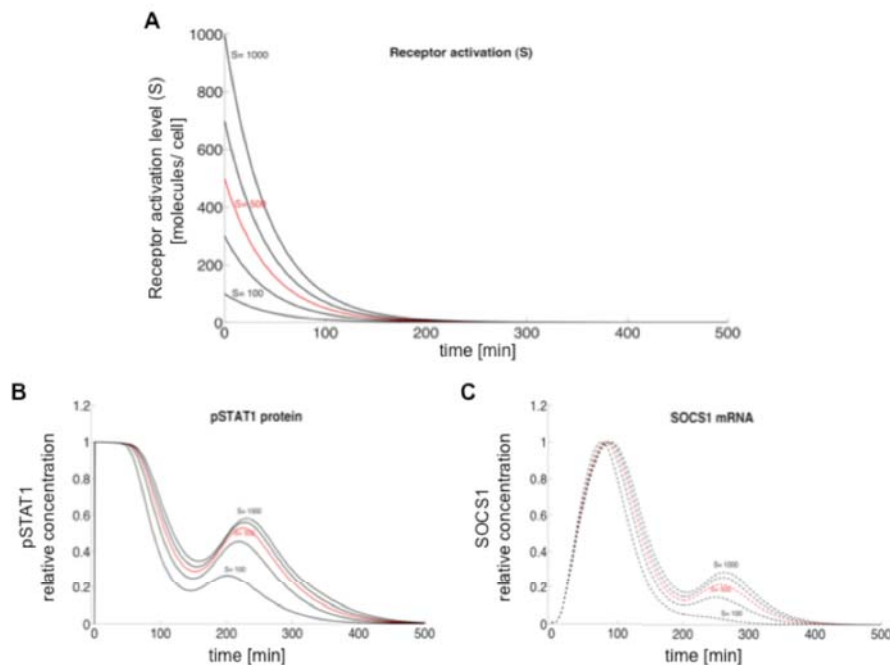 A
Receptor activation (S)
1000
800
600
400
200
0
S= 1000
S= 500
S= 100
Receptor activation level (S)
[molecules/ cell]
0
100
200
300
400
500
time [min]
B
pSTAT1 protein
1.2
1
0.8
0.6
0.4
0.2
0
S= 1000
S= 500
S= 100
pSTAT1
relative concentration
0
100
200
300
400
500
time [min]
C
SOCS1 mRNA
1.2
1
0.8
0.6
0.4
0.2
0
S= 1000
S= 500
S= 100
SOCS1
relative concentration
0
100
200
300
400
500
time [min]